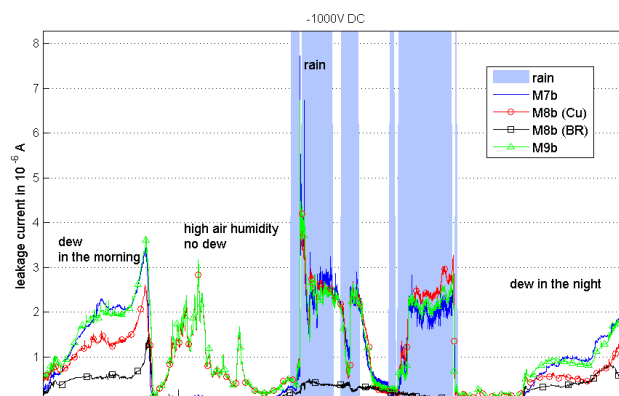 -1000V DC
8
7
6
5
4
3
2
1
leakage current in 10 -6 A
rain
rain
M7b
M8b (Cu)
M8b (BR)
M9b
dew
in the morning
high air humidity
no dew
dew in the night